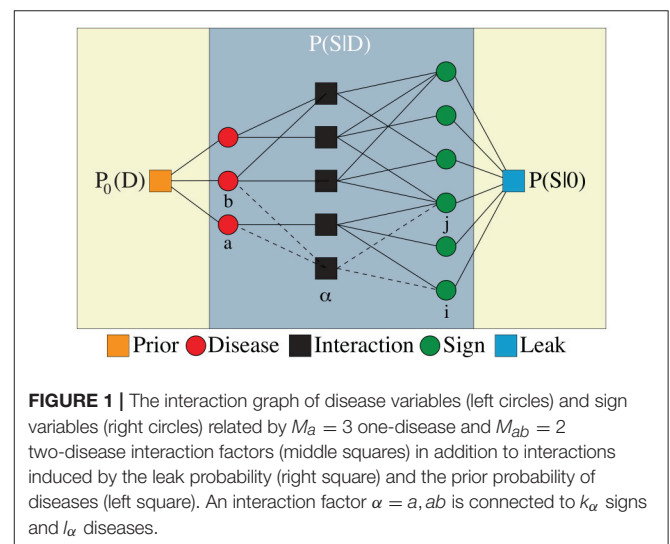 P(S|D)
P₀(D)
P(S|0)
b
a
α
j
i
Prior Disease Interaction Sign Leak
FIGURE 1 | The interaction graph of disease variables (left circles) and sign
variables (right circles) related by Mₐ = 3 one-disease and Mₐb = 2
two-disease interaction factors (middle squares) in addition to interactions
induced by the leak probability (right square) and the prior probability of
diseases (left square). An interaction factor α = a, ab is connected to kα signs
and lα diseases.